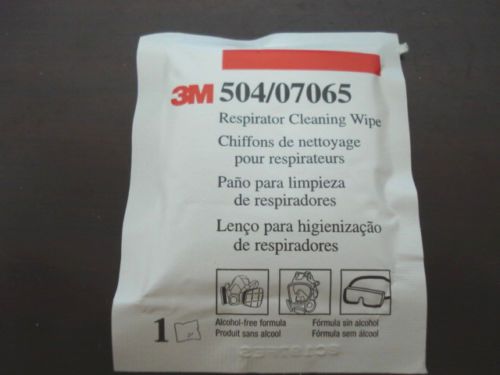 3M 504/07065
Respirator Cleaning Wipe
Chiffons de nettoyage
pour respirateurs
Paño para limpieza
de respiradores
Lenço para higienização
de respiradores
1
Alcohol-free formula
Produit sans alcool
Fórmula sin alcohol
Fórmula sem álcool